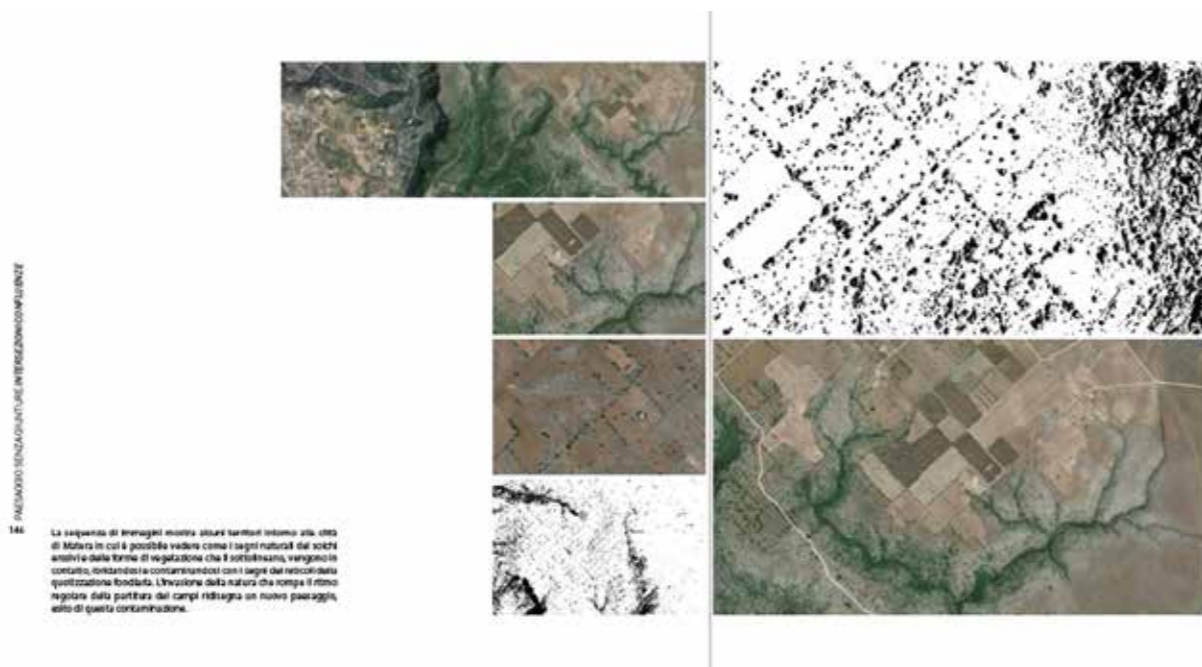 PAESAGGIO SENZA GIUNTURE. INTERSEZIONI/CONFLUENZE
146
La sequenza di immagini mostra alcuni territori intorno alla città
di Matera in cui è possibile vedere come i segni naturali dei solchi
erosivi e delle forme di vegetazione che li sottolineano, vengono in
contatto, ibridandosi e contaminandosi con i segni dei reticoli della
quotizzazione fondiaria. L'invasione della natura che rompe il ritmo
regolare della partitura dei campi ridisegna un nuovo paesaggio,
esito di questa contaminazione.